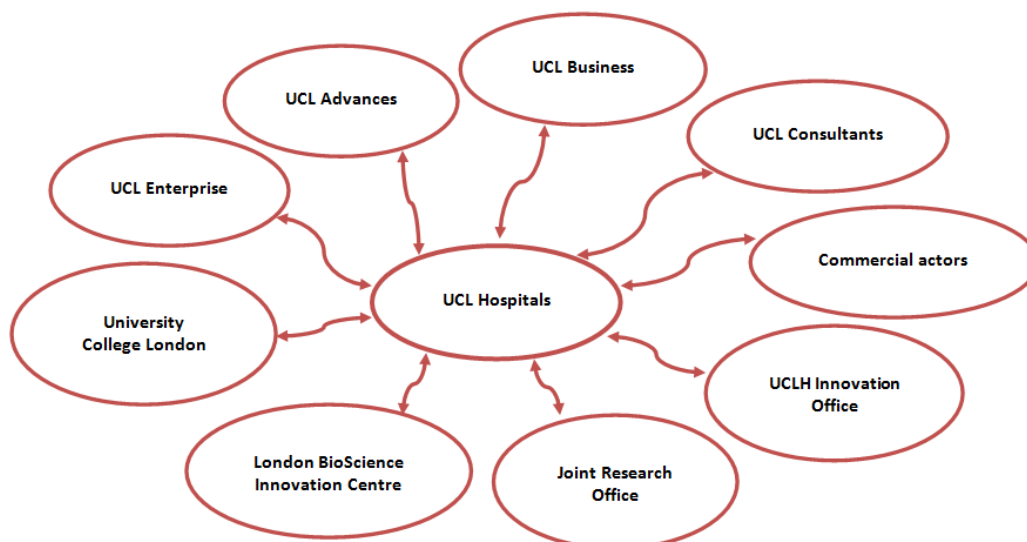 UCL Business
UCL Advances
UCL Consultants
UCL Enterprise
Commercial actors
UCL Hospitals
University
College London
UCLH Innovation
Office
London BioScience
Innovation Centre
Joint Research
Office